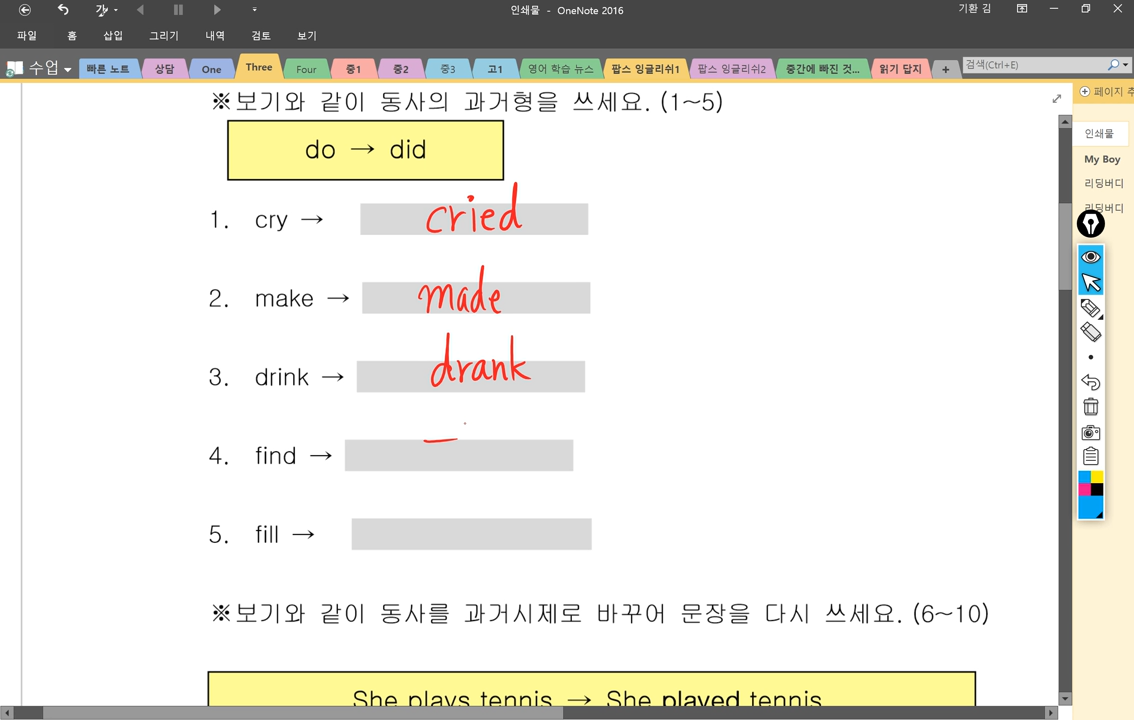 인쇄물 - OneNote 2016
기환 김
파일 홈 삽입 그리기 내역 검토 보기
수업 빠른 노트 상담 One Three Four 중1 중2 중3 고1 영어 학습 뉴스 팝스 잉글리쉬1 팝스 잉글리쉬2 중간에 빠진 것... 읽기 답지 + 검색(Ctrl+E)
페이지 추
인쇄물
My Boy
리딩버디
리딩버디
※보기와 같이 동사의 과거형을 쓰세요. (1~5)
do → did
1. cry → cried
2. make → made
3. drink → drank
4. find →
5. fill →
※보기와 같이 동사를 과거시제로 바꾸어 문장을 다시 쓰세요. (6~10)
She plays tennis → She played tennis